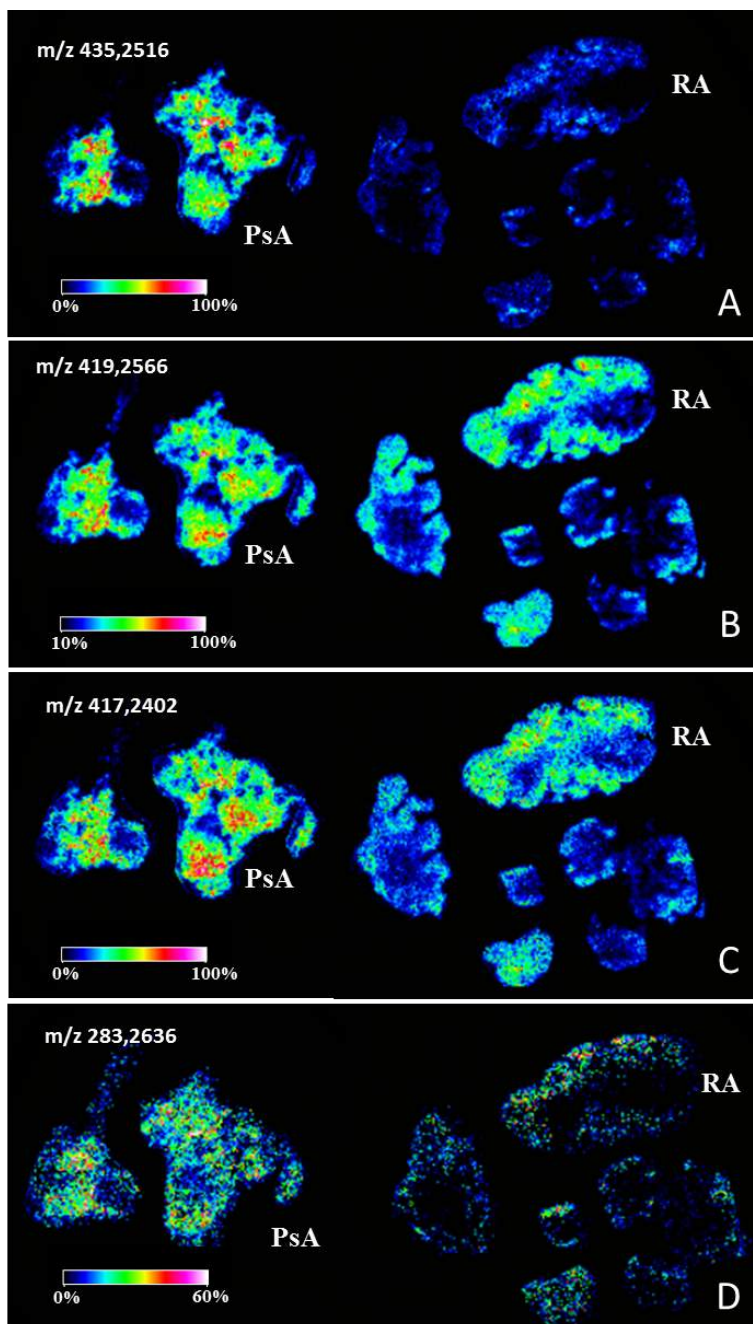 m/z 435,2516
RA
PsA
0% 100%
A
m/z 419,2566
RA
PsA
10% 100%
B
m/z 417,2402
RA
PsA
0% 100%
C
m/z 283,2636
RA
PsA
0% 60%
D